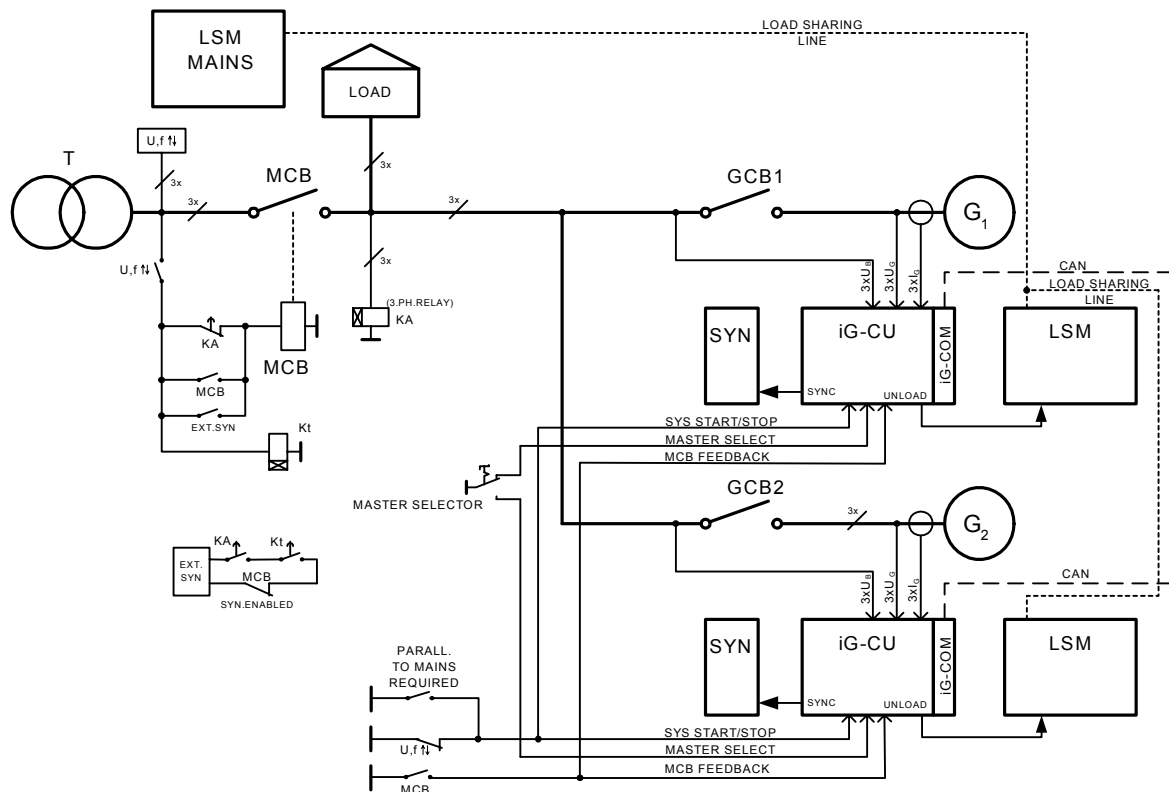 LSM
MAINS
LOAD SHARING
LINE
LOAD
U,f ↑↓
T
3x
3x
MCB
3x
3x
GCB1
G1
3x
U,f ↑↓
(3.PH.RELAY)
KA
3xUB
3xUG
3xIG
CAN
LOAD SHARING
LINE
KA
MCB
SYN
iG-CU
iG-COM
LSM
MCB
SYNC
UNLOAD
EXT.SYN
SYS START/STOP
Kt
MASTER SELECT
MCB FEEDBACK
MASTER SELECTOR
GCB2
3x
G2
KA
Kt
EXT.
SYN
MCB
SYN.ENABLED
3xUB
3xUG
3xIG
CAN
SYN
iG-CU
iG-COM
LSM
PARALL.
TO MAINS
REQUIRED
SYNC
UNLOAD
SYS START/STOP
U,f ↑↓
MASTER SELECT
MCB FEEDBACK
MCB